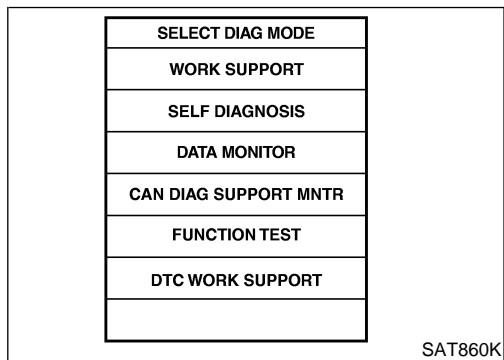 SELECT DIAG MODE
WORK SUPPORT
SELF DIAGNOSIS
DATA MONITOR
CAN DIAG SUPPORT MNTR
FUNCTION TEST
DTC WORK SUPPORT
SAT860K